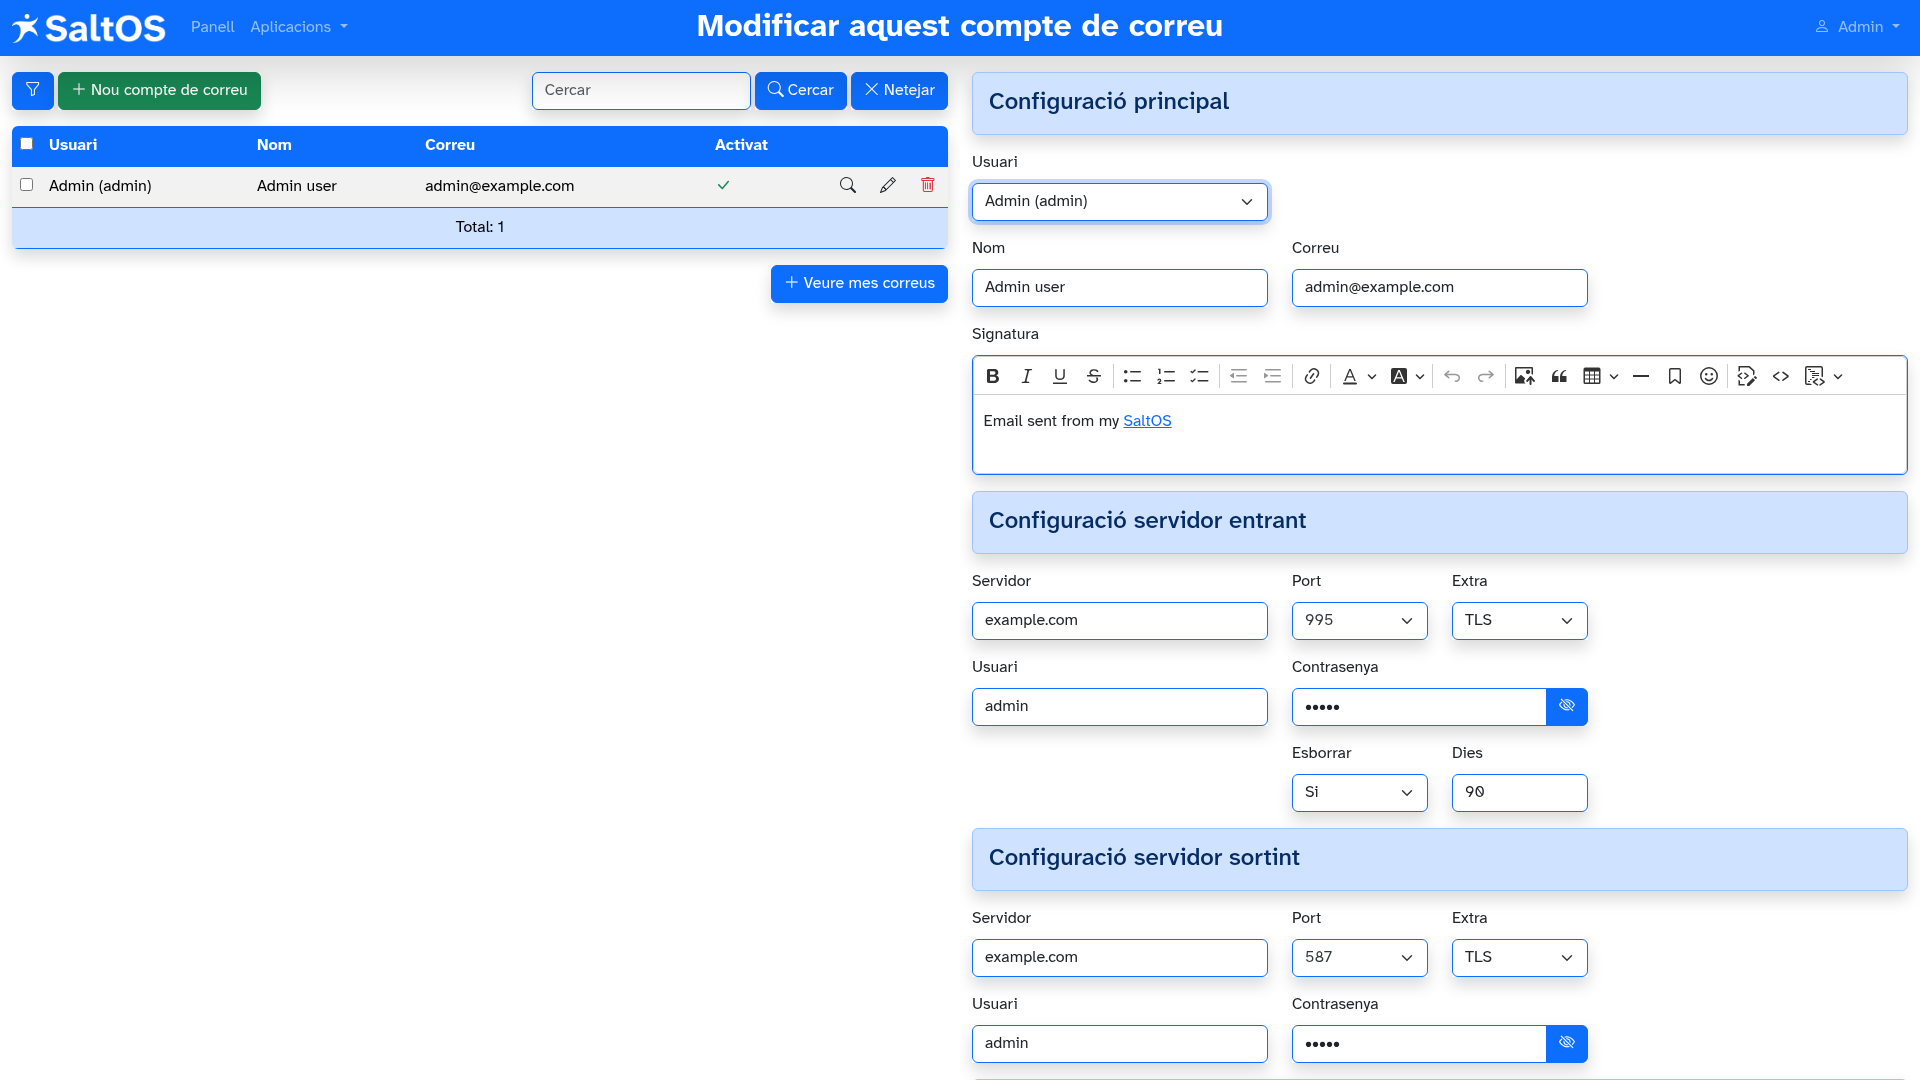 SaltOS Panell Aplicacions Modificar aquest compte de correu Admin
Nou compte de correu Cercar Cercar Netejar
Usuari Nom Correu Activat
Admin (admin) Admin user admin@example.com
Total: 1
Veure mes correus
Configuració principal
Usuari
Admin (admin)
Nom Correu
Admin user admin@example.com
Signatura
Email sent from my SaltOS
Configuració servidor entrant
Servidor Port Extra
example.com 995 TLS
Usuari Contrasenya
admin •••••
Esborrar Dies
Si 90
Configuració servidor sortint
Servidor Port Extra
example.com 587 TLS
Usuari Contrasenya
admin •••••